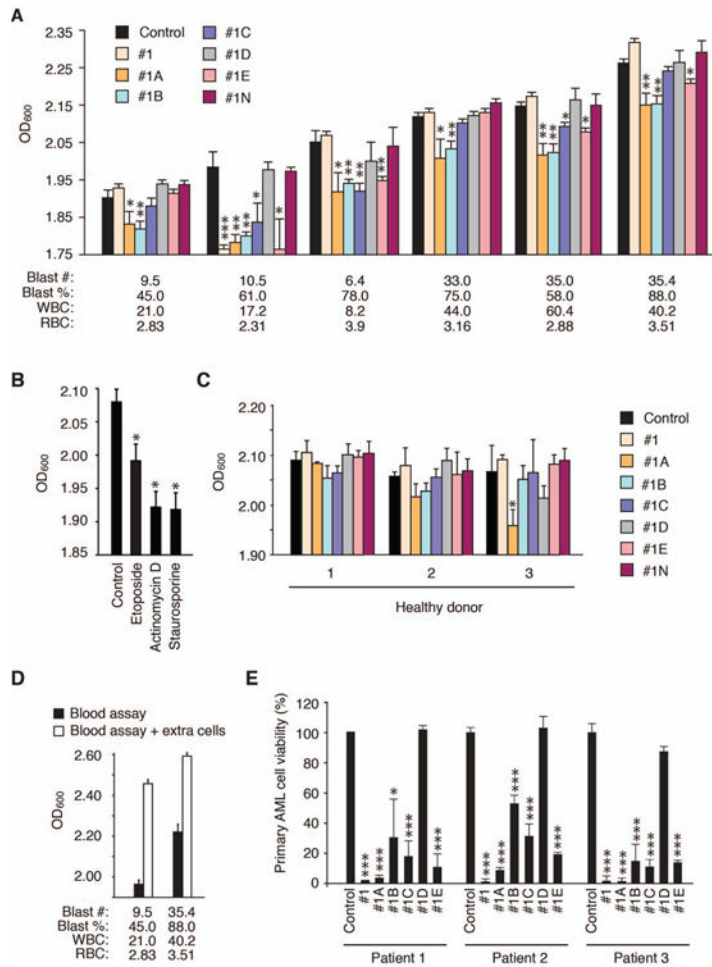 A
Control
#1
#1A
#1B
#1C
#1D
#1E
#1N
OD600
2.35
2.25
2.15
2.05
1.95
1.85
1.75
* ** *** *** ** * * * ** ** ** * ** ** ** * * ** ** *
Blast #: 9.5 10.5 6.4 33.0 35.0 35.4
Blast %: 45.0 61.0 78.0 75.0 58.0 88.0
WBC: 21.0 17.2 8.2 44.0 60.4 40.2
RBC: 2.83 2.31 3.9 3.16 2.88 3.51
B
OD600
2.10
2.05
2.00
1.95
1.90
1.85
* * *
Control
Etoposide
Actinomycin D
Staurosporine
C
OD600
2.20
2.10
2.00
1.90
*
1 2 3
Healthy donor
Control
#1
#1A
#1B
#1C
#1D
#1E
#1N
D
Blood assay
Blood assay + extra cells
OD600
2.60
2.40
2.20
2.00
Blast #: 9.5 35.4
Blast %: 45.0 88.0
WBC: 21.0 40.2
RBC: 2.83 3.51
E
Primary AML cell viability (%)
120
100
80
60
40
20
0
*** *** * *** *** *** *** *** *** *** *** *** *** *** ***
Control #1 #1A #1B #1C #1D #1E
Control #1 #1A #1B #1C #1D #1E
Control #1 #1A #1B #1C #1D #1E
Patient 1 Patient 2 Patient 3